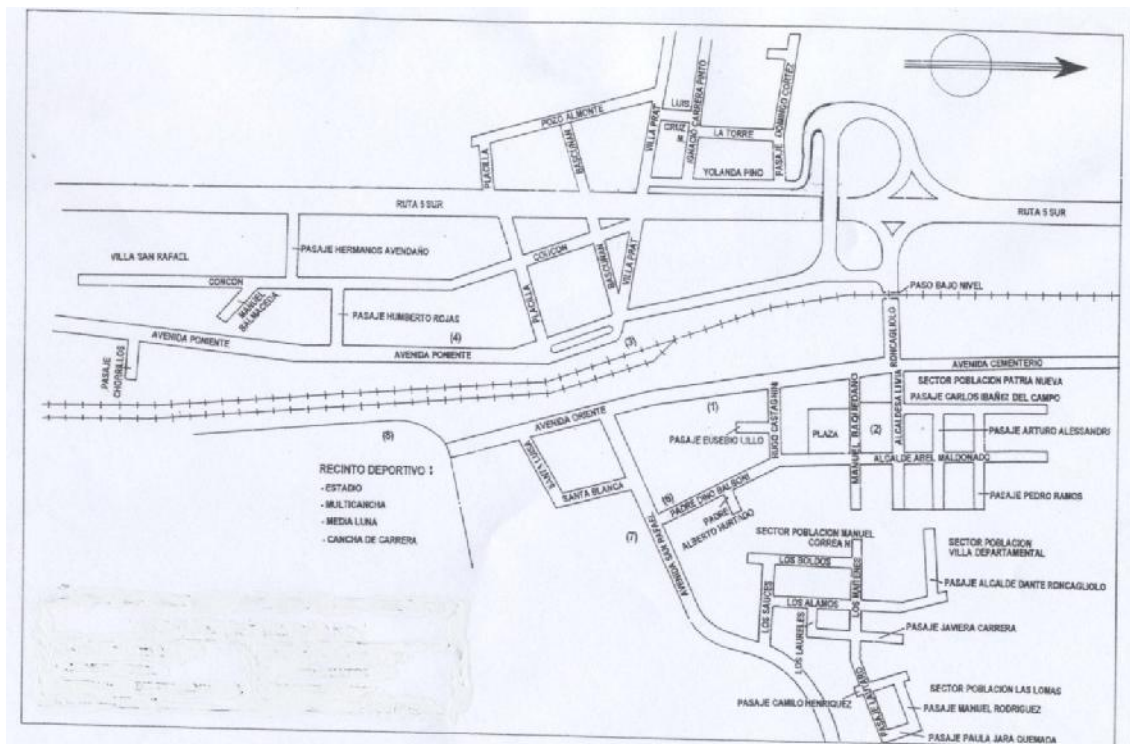 LUIS
CRUZ
M
IGNACIO CARRERA PINTO
PASAJE DOMINGO CORTEZ
POZO ALMONTE
VILLA PRAT
LA TORRE
PLACILLA
BASCUÑAN
YOLANDA PINO
RUTA 5 SUR
RUTA 5 SUR
PASAJE HERMANOS AVENDAÑO
VILLA SAN RAFAEL
COLICON
BASCUÑAN
VILLA PRAT
CONCON
MANUEL
BALMACEDA
PASAJE HUMBERTO ROJAS
PLACILLA
PASO BAJO NIVEL
AVENIDA PONIENTE
(4)
AVENIDA PONIENTE
(3)
RONCAGLIOLO
PASAJE
CHORRILLOS
AVENIDA CEMENTERIO
SECTOR POBLACION PATRIA NUEVA
PASAJE CARLOS IBAÑEZ DEL CAMPO
(1)
HUGO CASTAGNINI
MANUEL BAQUEDANO
ALCALDESA LIVIA
AVENIDA ORIENTE
PASAJE EUSEBIO LILLO
PLAZA
(2)
PASAJE ARTURO ALESSANDRI
ALCALDE ABEL MALDONADO
RECINTO DEPORTIVO :
- ESTADIO
- MULTICANCHA
- MEDIA LUNA
- CANCHA DE CARRERA
SANTA ROSA
SANTA BLANCA
PADRE DINO BALBONI
PADRE
ALBERTO HURTADO
PASAJE PEDRO RAMOS
(7)
AVENIDA SAN RAFAEL
SECTOR POBLACION MANUEL
CORREA
SECTOR POBLACION
VILLA DEPARTAMENTAL
LOS BOLDOS
LOS MAITENES
PASAJE ALCALDE DANTE RONCAGLIOLO
LOS SAUCES
LOS ALAMOS
LOS LAURELES
PASAJE JAVIERA CARRERA
PASAJE LAUTARO
SECTOR POBLACION LAS LOMAS
PASAJE CAMILO HENRIQUEZ
PASAJE MANUEL RODRIGUEZ
PASAJE PAULA JARA QUEMADA